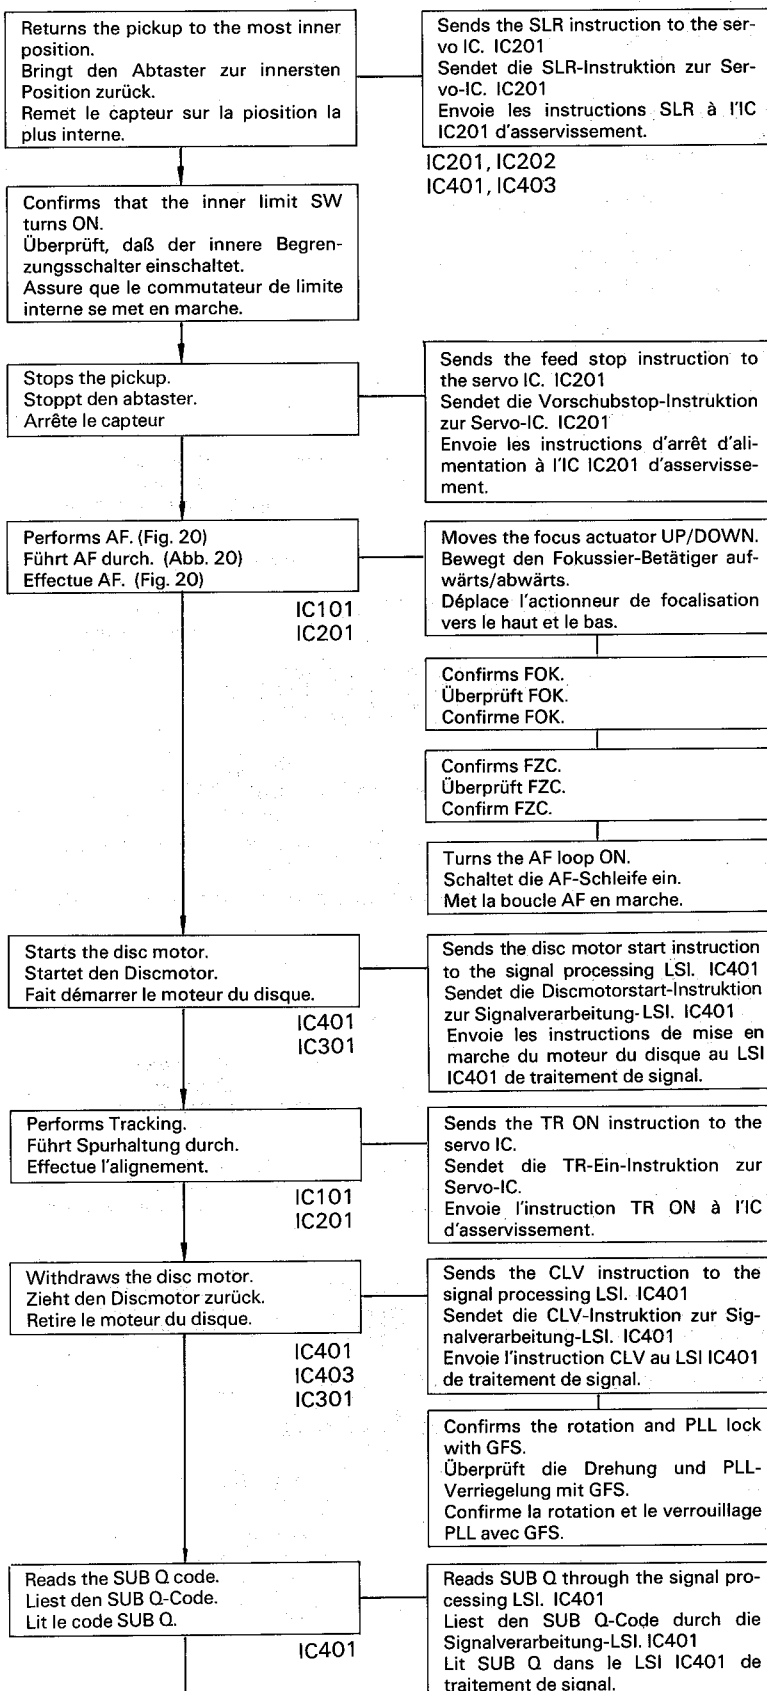 Returns the pickup to the most inner
position.
Bringt den Abtaster zur innersten
Position zurück.
Remet le capteur sur la piosition la
plus interne.
Sends the SLR instruction to the ser-
vo IC. IC201
Sendet die SLR-Instruktion zur Ser-
vo-IC. IC201
Envoie les instructions SLR à l'IC
IC201 d'asservissement.
IC201, IC202
IC401, IC403
Confirms that the inner limit SW
turns ON.
Überprüft, daß der innere Begren-
zungsschalter einschaltet.
Assure que le commutateur de limite
interne se met en marche.
Stops the pickup.
Stoppt den abtaster.
Arrête le capteur
Sends the feed stop instruction to
the servo IC. IC201
Sendet die Vorschubstop-Instruktion
zur Servo-IC. IC201
Envoie les instructions d'arrêt d'ali-
mentation à l'IC IC201 d'asservisse-
ment.
Performs AF. (Fig. 20)
Führt AF durch. (Abb. 20)
Effectue AF. (Fig. 20)
IC101
IC201
Moves the focus actuator UP/DOWN.
Bewegt den Fokussier-Betätiger auf-
wärts/abwärts.
Déplace l'actionneur de focalisation
vers le haut et le bas.
Confirms FOK.
Überprüft FOK.
Confirme FOK.
Confirms FZC.
Überprüft FZC.
Confirm FZC.
Turns the AF loop ON.
Schaltet die AF-Schleife ein.
Met la boucle AF en marche.
Starts the disc motor.
Startet den Discmotor.
Fait démarrer le moteur du disque.
IC401
IC301
Sends the disc motor start instruction
to the signal processing LSI. IC401
Sendet die Discmotorstart-Instruktion
zur Signalverarbeitung-LSI. IC401
Envoie les instructions de mise en
marche du moteur du disque au LSI
IC401 de traitement de signal.
Performs Tracking.
Führt Spurhaltung durch.
Effectue l'alignement.
IC101
IC201
Sends the TR ON instruction to the
servo IC.
Sendet die TR-Ein-Instruktion zur
Servo-IC.
Envoie l'instruction TR ON à l'IC
d'asservissement.
Withdraws the disc motor.
Zieht den Discmotor zurück.
Retire le moteur du disque.
IC401
IC403
IC301
Sends the CLV instruction to the
signal processing LSI. IC401
Sendet die CLV-Instruktion zur Sig-
nalverarbeitung-LSI. IC401
Envoie l'instruction CLV au LSI IC401
de traitement de signal.
Confirms the rotation and PLL lock
with GFS.
Überprüft die Drehung und PLL-
Verriegelung mit GFS.
Confirme la rotation et le verrouillage
PLL avec GFS.
Reads the SUB Q code.
Liest den SUB Q-Code.
Lit le code SUB Q.
IC401
Reads SUB Q through the signal pro-
cessing LSI. IC401
Liest den SUB Q-Code durch die
Signalverarbeitung-LSI. IC401
Lit SUB Q dans le LSI IC401 de
traitement de signal.